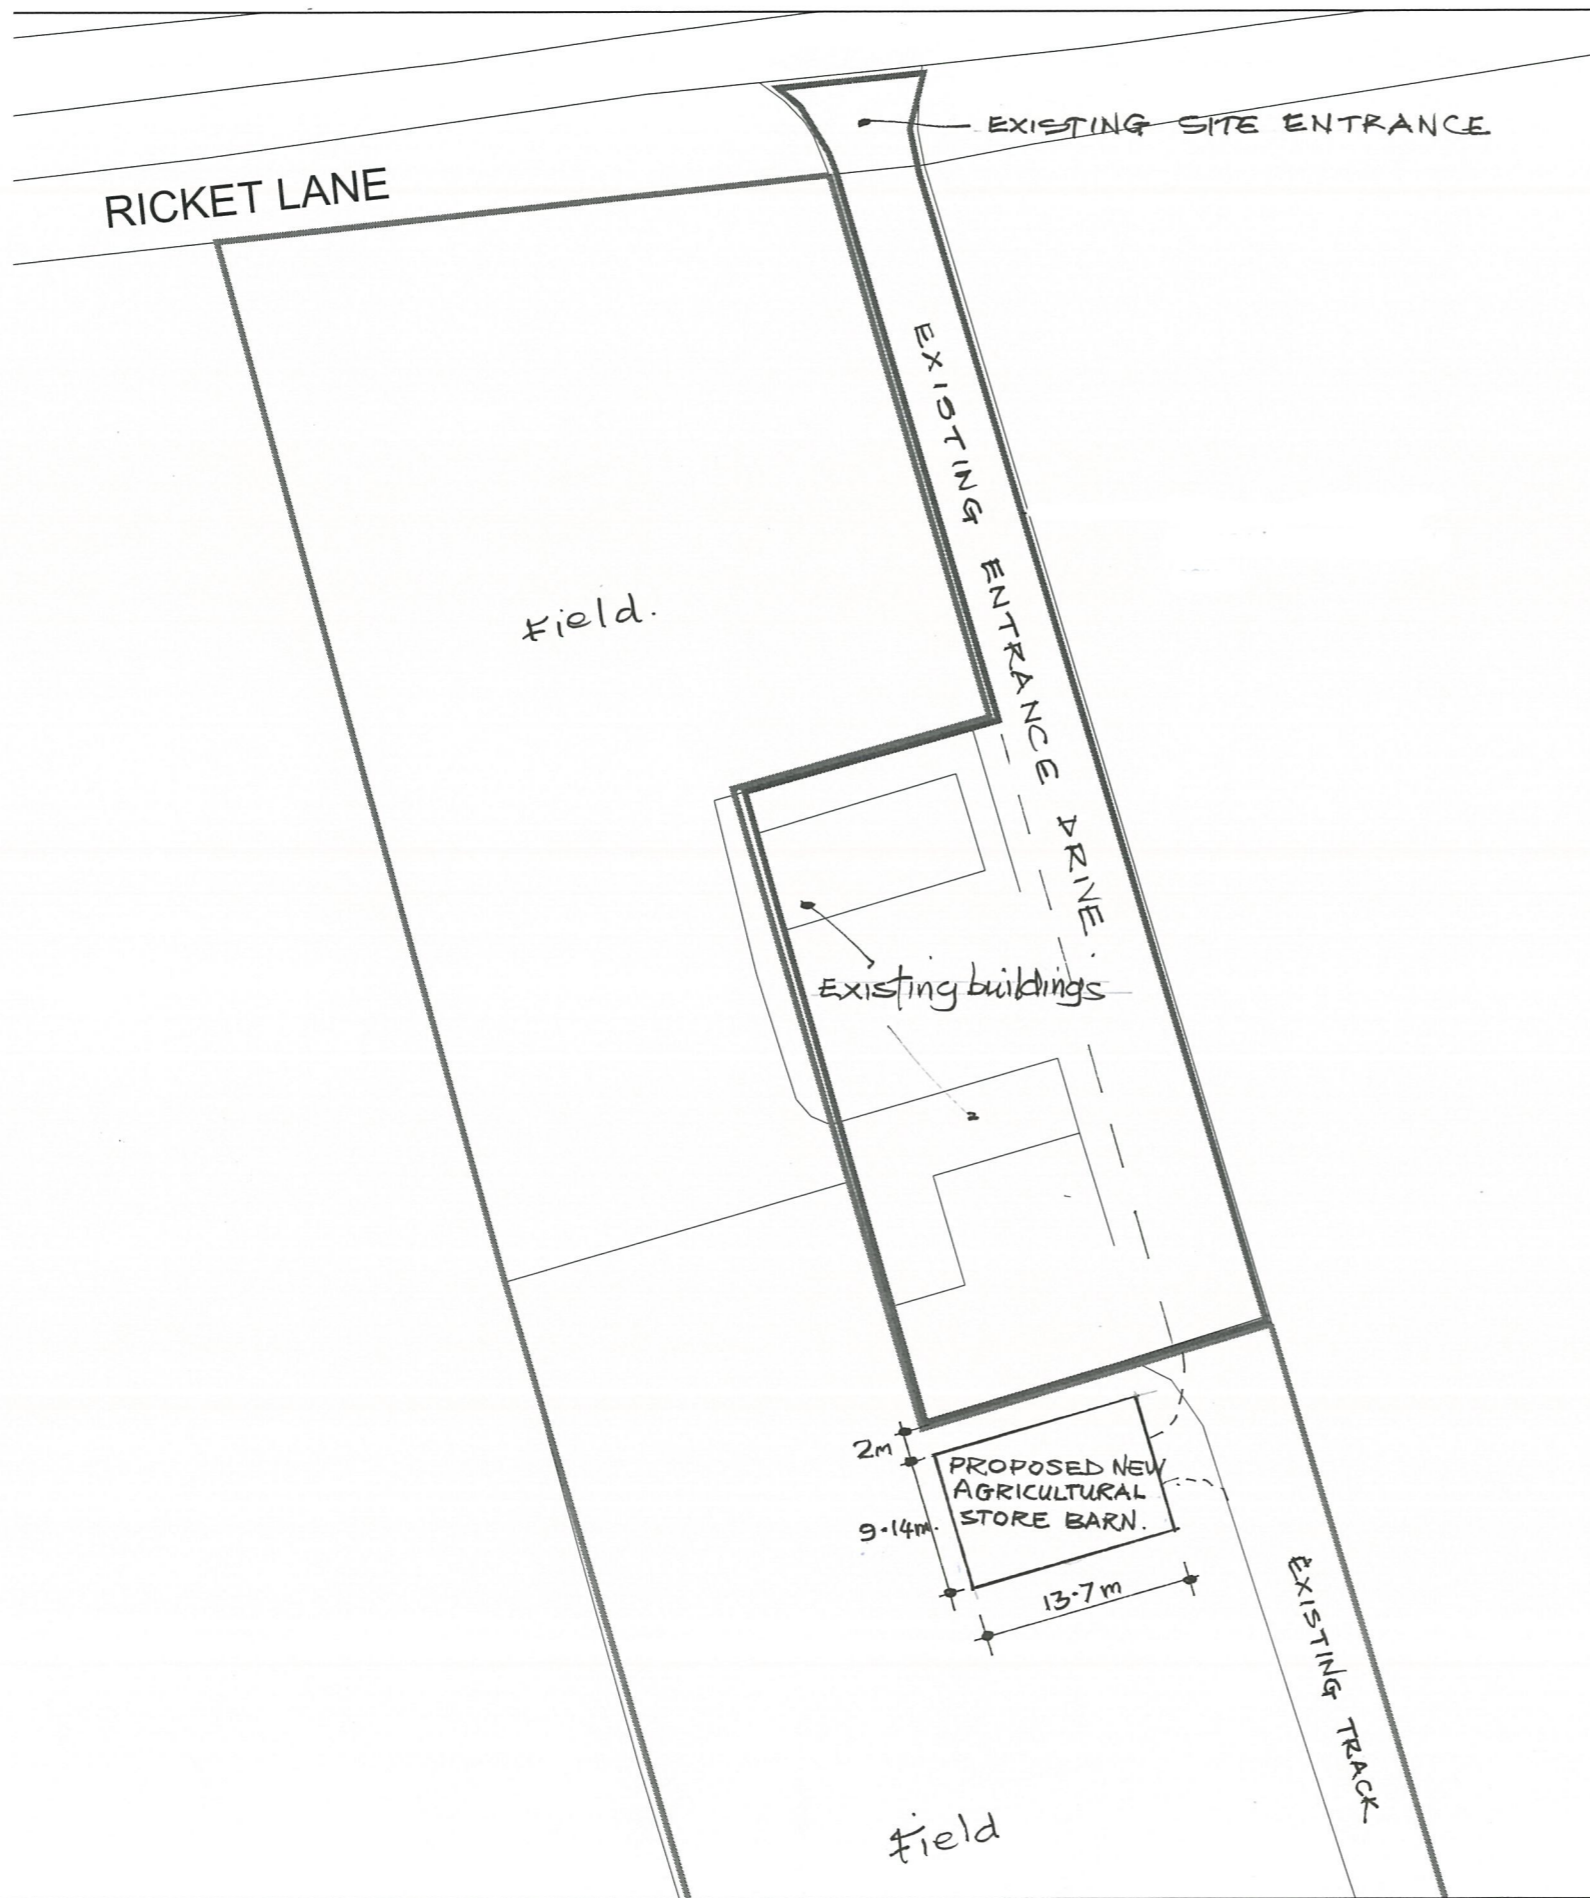 EXISTING SITE ENTRANCE
RICKET LANE
EXISTING ENTRANCE DRIVE.
Field.
Existing buildings
2m
PROPOSED NEW
AGRICULTURAL
STORE BARN.
9.14m.
13.7m
EXISTING TRACK
Field